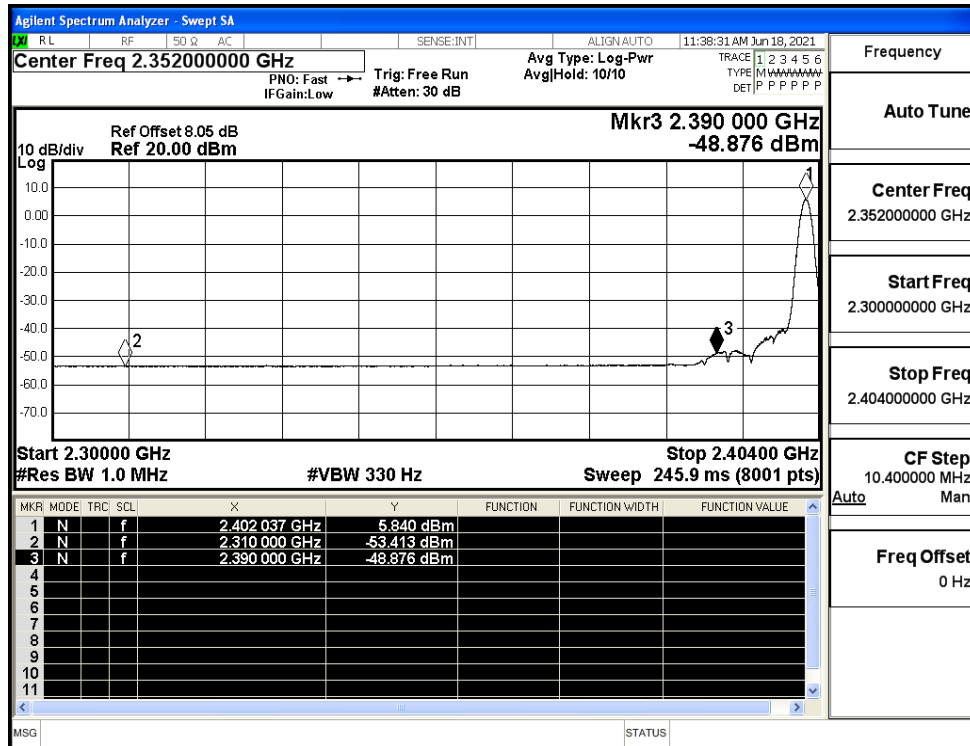 Agilent Spectrum Analyzer - Swept SA
LXI RL RF 50 Ω AC SENSE:INT ALIGN AUTO 11:38:31 AM Jun 18, 2021
Center Freq 2.352000000 GHz
PNO: Fast
IFGain:Low
Trig: Free Run
#Atten: 30 dB
Avg Type: Log-Pwr
Avg|Hold: 10/10
TRACE 1 2 3 4 5 6
TYPE M W W W W W
DET P P P P P P
Mkr3 2.390 000 GHz
-48.876 dBm
Ref Offset 8.05 dB
10 dB/div Ref 20.00 dBm
Log
10.0
0.00
-10.0
-20.0
-30.0
-40.0
-50.0
-60.0
-70.0
1
2
3
Start 2.30000 GHz Stop 2.40400 GHz
#Res BW 1.0 MHz #VBW 330 Hz Sweep 245.9 ms (8001 pts)
MKR MODE TRC SCL X Y FUNCTION FUNCTION WIDTH FUNCTION VALUE
1 N f 2.402 037 GHz 5.840 dBm
2 N f 2.310 000 GHz -53.413 dBm
3 N f 2.390 000 GHz -48.876 dBm
4
5
6
7
8
9
10
11
MSG STATUS
Frequency
Auto Tune
Center Freq
2.352000000 GHz
Start Freq
2.300000000 GHz
Stop Freq
2.404000000 GHz
CF Step
10.400000 MHz
Auto Man
Freq Offset
0 Hz